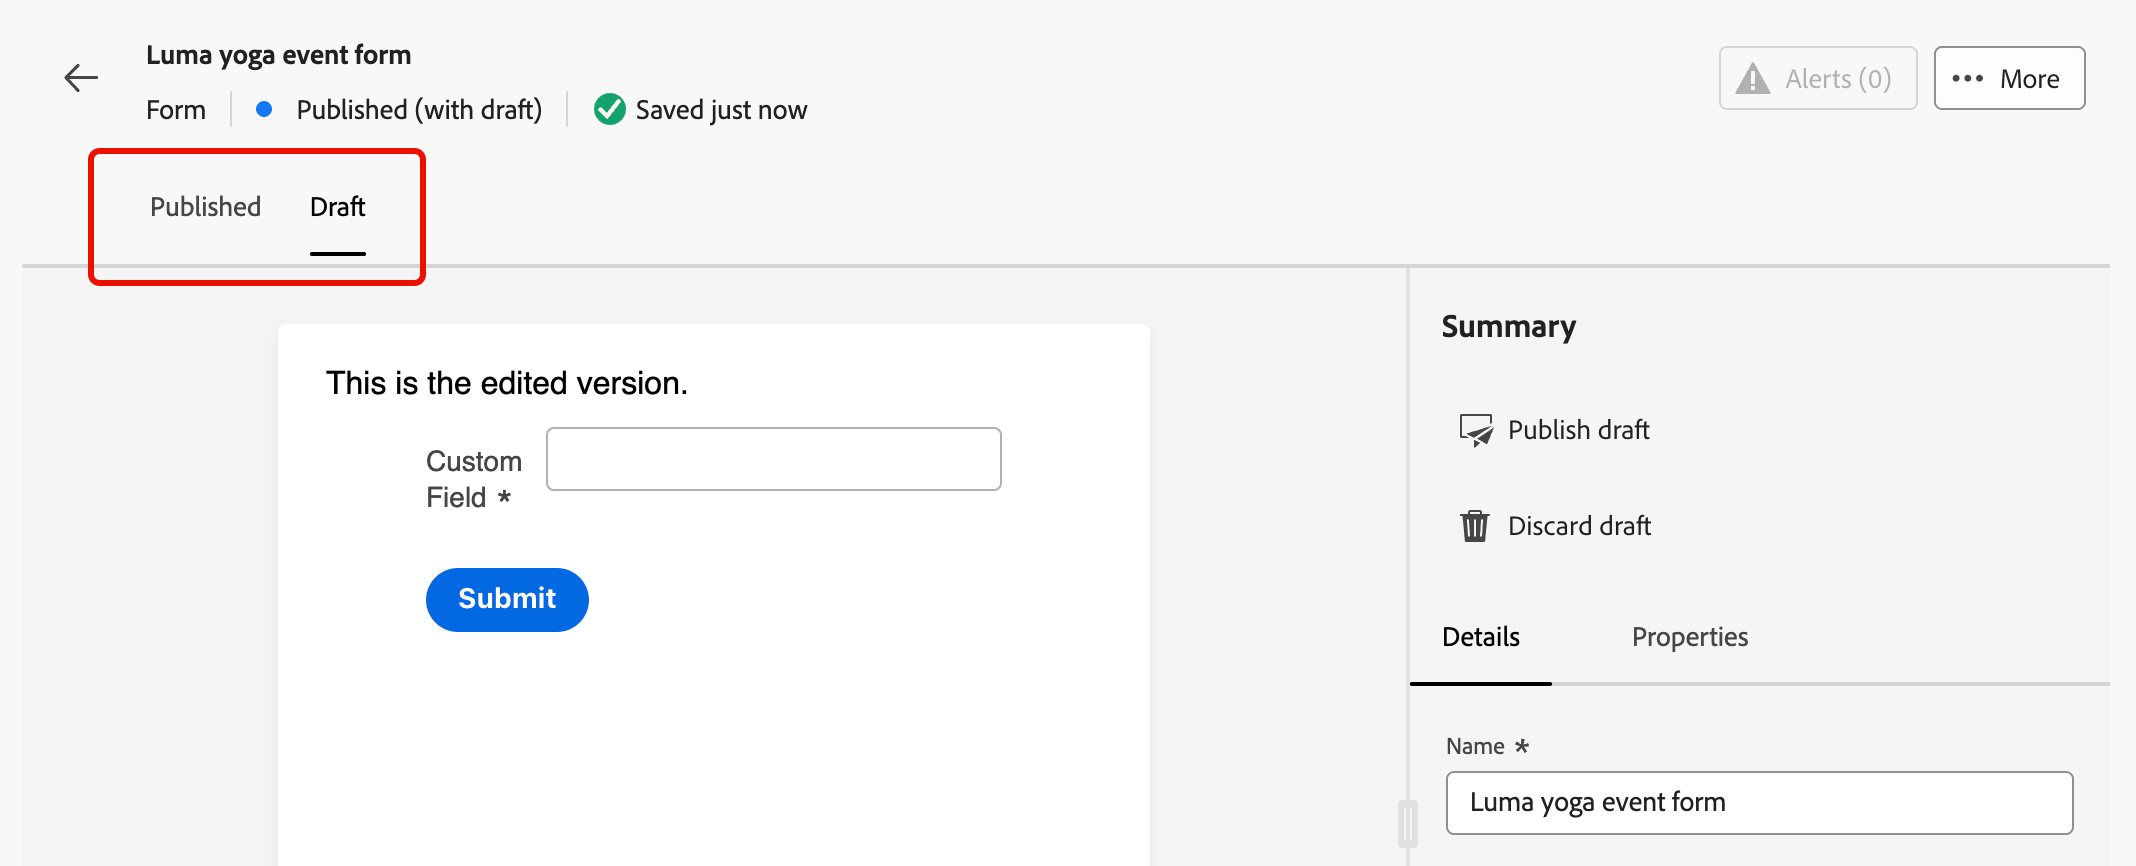 Luma yoga event form
Form Published (with draft) Saved just now
Alerts (0) More
Published Draft
This is the edited version.
Custom
Field *
Submit
Summary
Publish draft
Discard draft
Details Properties
Name *
Luma yoga event form